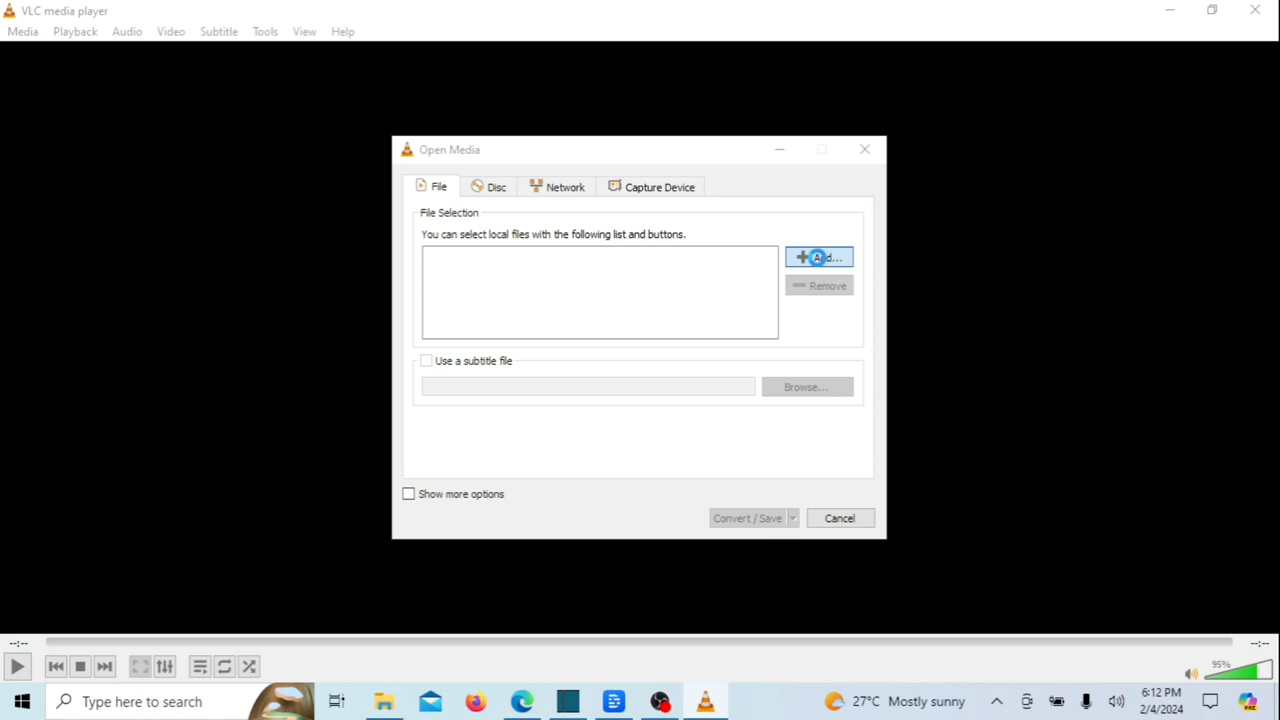 VLC media player
Media Playback Audio Video Subtitle Tools View Help
Open Media
File Disc Network Capture Device
File Selection
You can select local files with the following list and buttons.
Add...
Remove
Use a subtitle file
Browse...
Show more options
Convert / Save Cancel
--:-- --:--
95%
Type here to search
27°C Mostly sunny
6:12 PM
2/4/2024